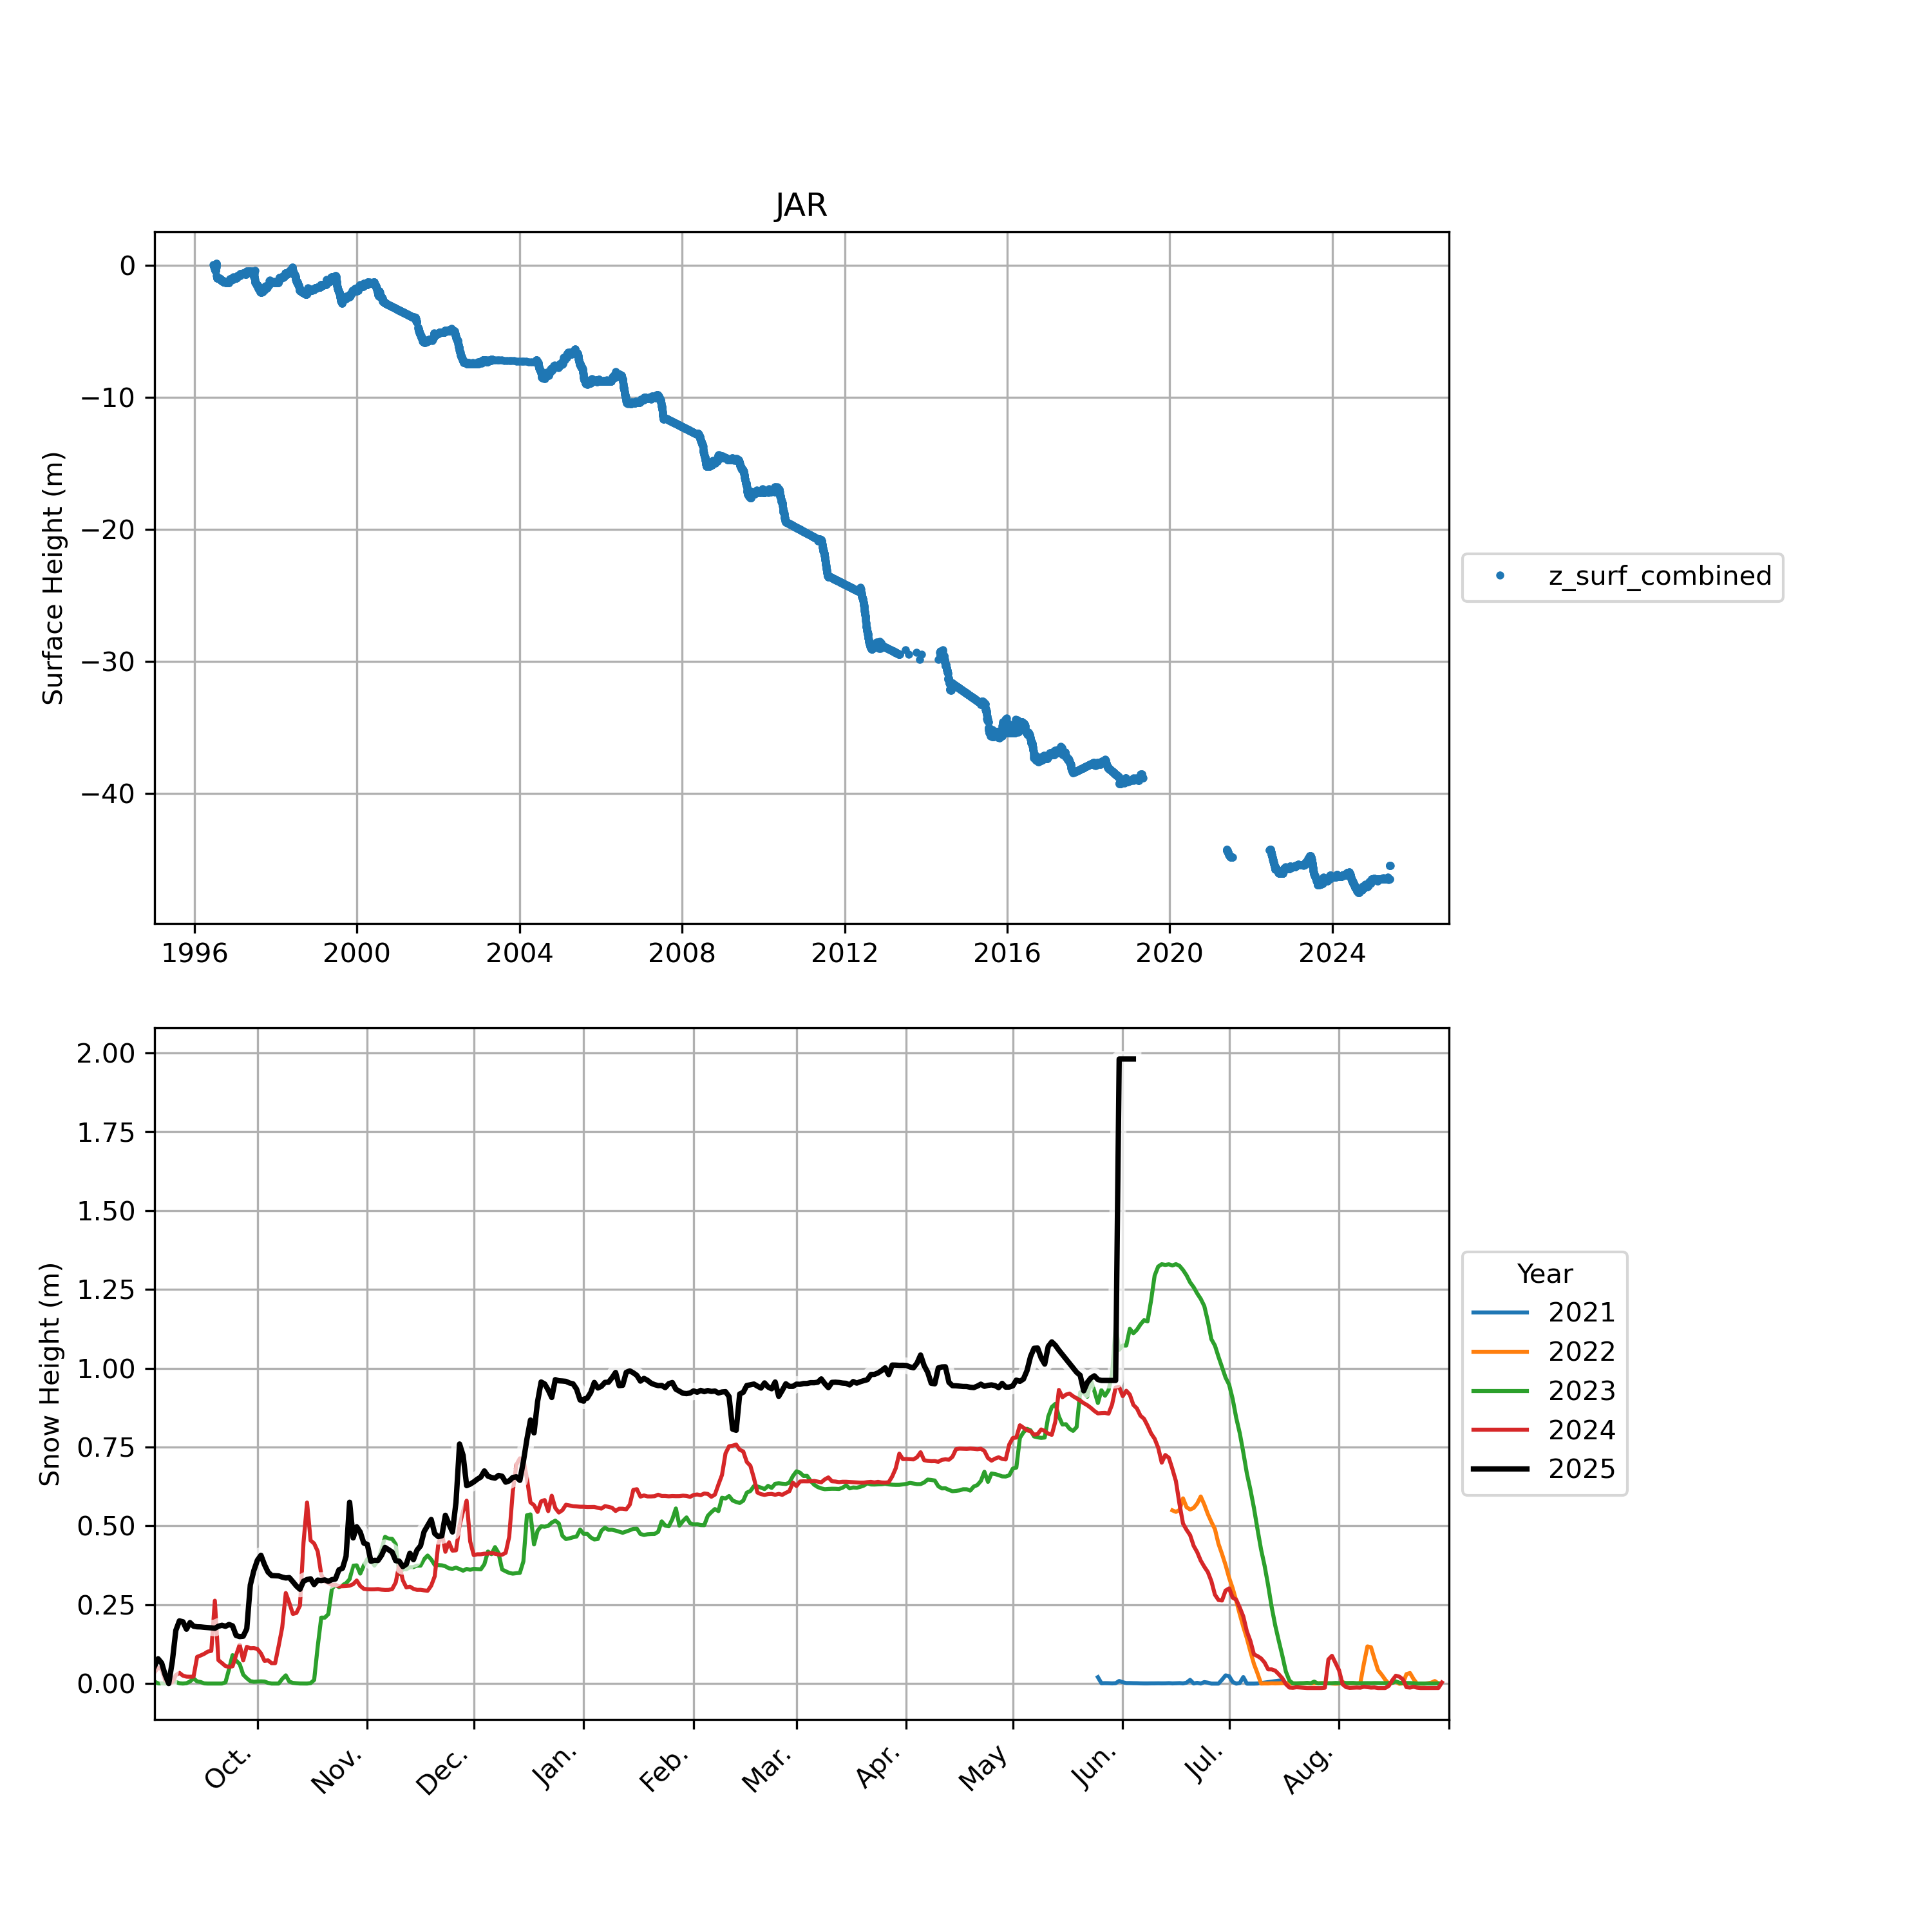 JAR
0
−10
−20
−30
−40
Surface Height (m)
1996 2000 2004 2008 2012 2016 2020 2024
z_surf_combined
2.00
1.75
1.50
1.25
1.00
0.75
0.50
0.25
0.00
Snow Height (m)
Oct. Nov. Dec. Jan. Feb. Mar. Apr. May Jun. Jul. Aug.
Year
2021
2022
2023
2024
2025